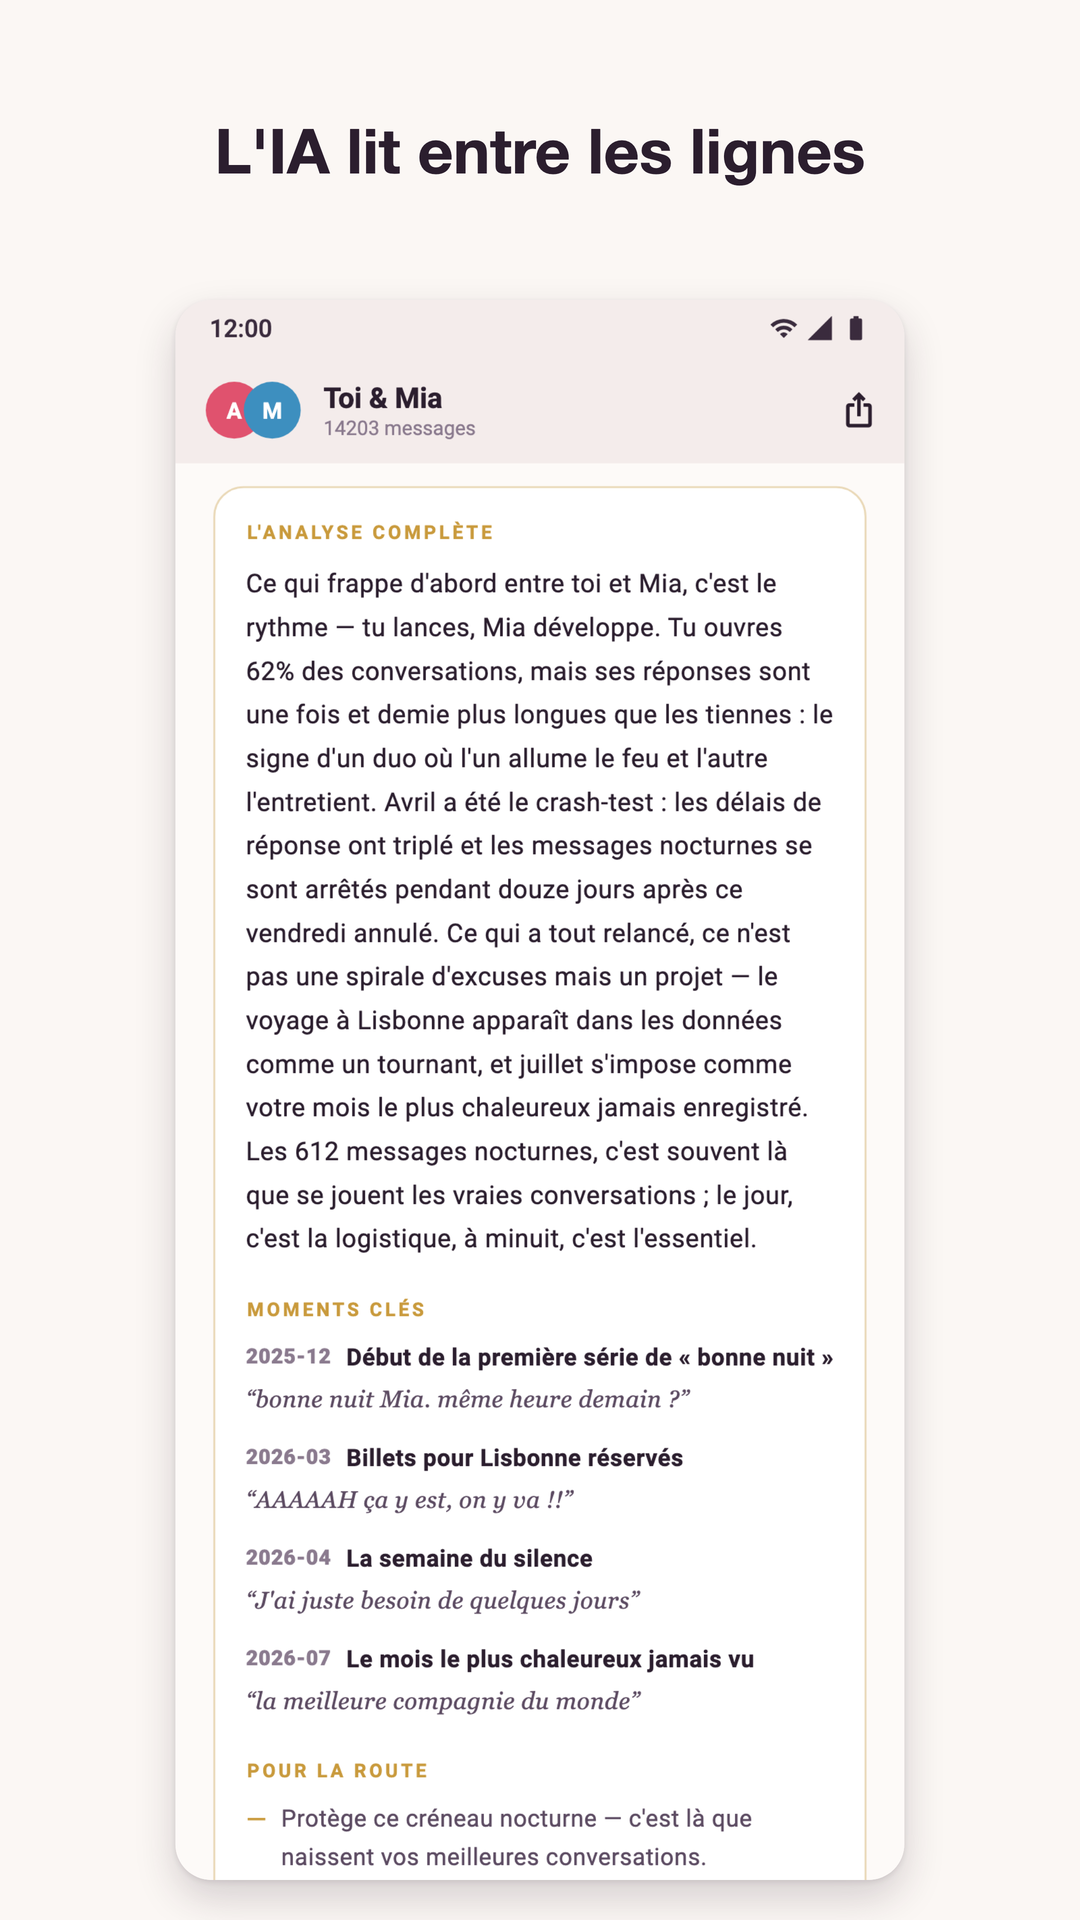 L'IA lit entre les lignes
12:00
A M
Toi & Mia
14203 messages
L'ANALYSE COMPLÈTE
Ce qui frappe d'abord entre toi et Mia, c'est le
rythme — tu lances, Mia développe. Tu ouvres
62% des conversations, mais ses réponses sont
une fois et demie plus longues que les tiennes : le
signe d'un duo où l'un allume le feu et l'autre
l'entretient. Avril a été le crash-test : les délais de
réponse ont triplé et les messages nocturnes se
sont arrêtés pendant douze jours après ce
vendredi annulé. Ce qui a tout relancé, ce n'est
pas une spirale d'excuses mais un projet — le
voyage à Lisbonne apparaît dans les données
comme un tournant, et juillet s'impose comme
votre mois le plus chaleureux jamais enregistré.
Les 612 messages nocturnes, c'est souvent là
que se jouent les vraies conversations ; le jour,
c'est la logistique, à minuit, c'est l'essentiel.
MOMENTS CLÉS
2025-12 Début de la première série de « bonne nuit »
“bonne nuit Mia. même heure demain ?”
2026-03 Billets pour Lisbonne réservés
“AAAAAH ça y est, on y va !!”
2026-04 La semaine du silence
“J'ai juste besoin de quelques jours”
2026-07 Le mois le plus chaleureux jamais vu
“la meilleure compagnie du monde”
POUR LA ROUTE
— Protège ce créneau nocturne — c'est là que
naissent vos meilleures conversations.